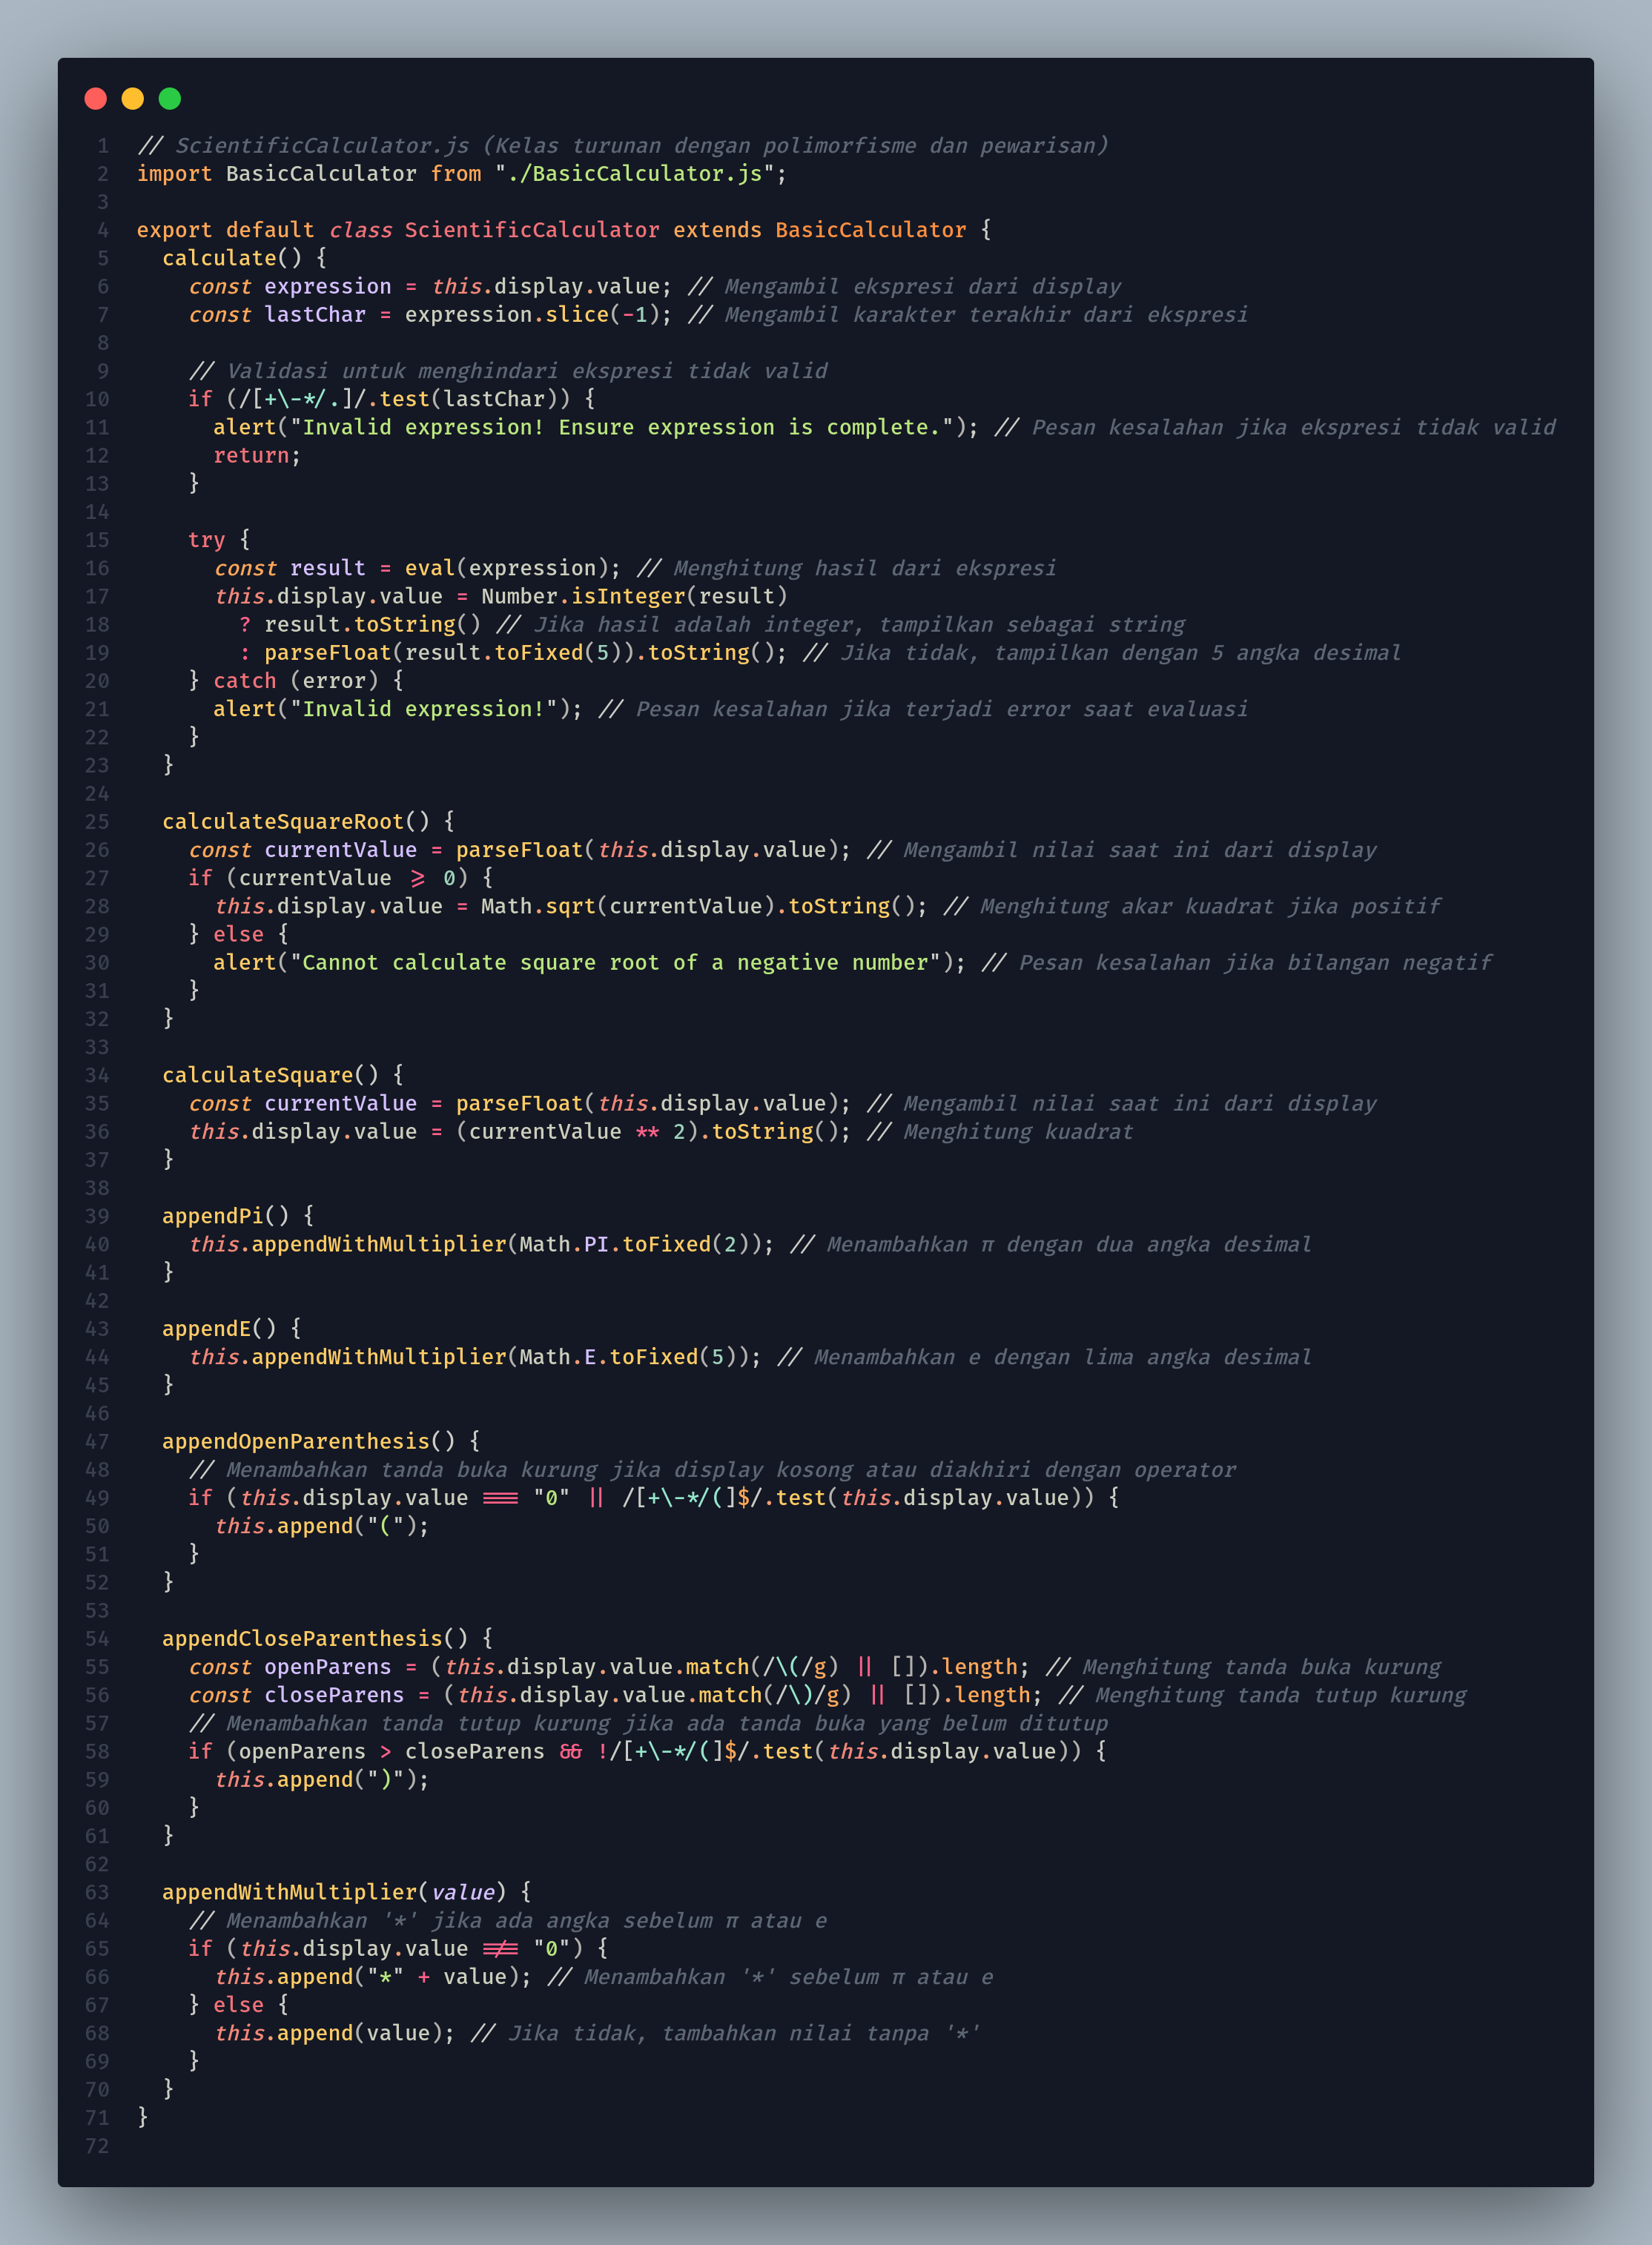 1 // ScientificCalculator.js (Kelas turunan dengan polimorfisme dan pewarisan)
2 import BasicCalculator from "./BasicCalculator.js";
3
4 export default class ScientificCalculator extends BasicCalculator {
5   calculate() {
6     const expression = this.display.value; // Mengambil ekspresi dari display
7     const lastChar = expression.slice(-1); // Mengambil karakter terakhir dari ekspresi
8
9     // Validasi untuk menghindari ekspresi tidak valid
10     if (/[+\-*/.]/.test(lastChar)) {
11       alert("Invalid expression! Ensure expression is complete."); // Pesan kesalahan jika ekspresi tidak valid
12       return;
13     }
14
15     try {
16       const result = eval(expression); // Menghitung hasil dari ekspresi
17       this.display.value = Number.isInteger(result)
18         ? result.toString() // Jika hasil adalah integer, tampilkan sebagai string
19         : parseFloat(result.toFixed(5)).toString(); // Jika tidak, tampilkan dengan 5 angka desimal
20     } catch (error) {
21       alert("Invalid expression!"); // Pesan kesalahan jika terjadi error saat evaluasi
22     }
23   }
24
25   calculateSquareRoot() {
26     const currentValue = parseFloat(this.display.value); // Mengambil nilai saat ini dari display
27     if (currentValue >= 0) {
28       this.display.value = Math.sqrt(currentValue).toString(); // Menghitung akar kuadrat jika positif
29     } else {
30       alert("Cannot calculate square root of a negative number"); // Pesan kesalahan jika bilangan negatif
31     }
32   }
33
34   calculateSquare() {
35     const currentValue = parseFloat(this.display.value); // Mengambil nilai saat ini dari display
36     this.display.value = (currentValue ** 2).toString(); // Menghitung kuadrat
37   }
38
39   appendPi() {
40     this.appendWithMultiplier(Math.PI.toFixed(2)); // Menambahkan π dengan dua angka desimal
41   }
42
43   appendE() {
44     this.appendWithMultiplier(Math.E.toFixed(5)); // Menambahkan e dengan lima angka desimal
45   }
46
47   appendOpenParenthesis() {
48     // Menambahkan tanda buka kurung jika display kosong atau diakhiri dengan operator
49     if (this.display.value === "0" || /[+\-*/(]$/.test(this.display.value)) {
50       this.append("(");
51     }
52   }
53
54   appendCloseParenthesis() {
55     const openParens = (this.display.value.match(/\(/g) || []).length; // Menghitung tanda buka kurung
56     const closeParens = (this.display.value.match(/\)/g) || []).length; // Menghitung tanda tutup kurung
57     // Menambahkan tanda tutup kurung jika ada tanda buka yang belum ditutup
58     if (openParens > closeParens && !/[+\-*/(]$/.test(this.display.value)) {
59       this.append(")");
60     }
61   }
62
63   appendWithMultiplier(value) {
64     // Menambahkan '*' jika ada angka sebelum π atau e
65     if (this.display.value !== "0") {
66       this.append("*" + value); // Menambahkan '*' sebelum π atau e
67     } else {
68       this.append(value); // Jika tidak, tambahkan nilai tanpa '*'
69     }
70   }
71 }
72